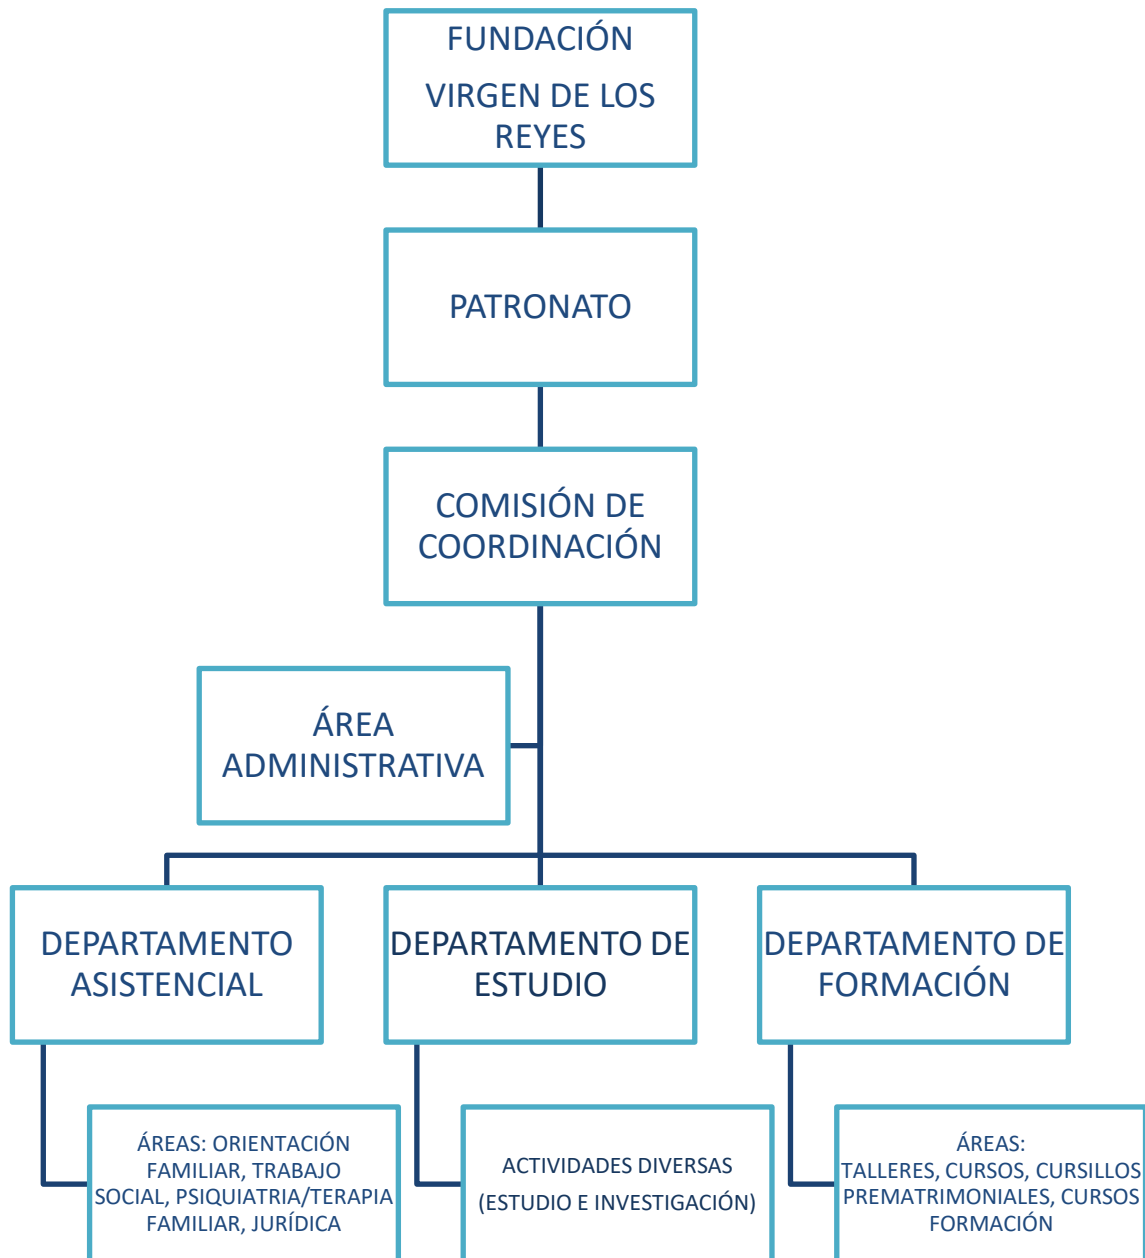 FUNDACIÓN
VIRGEN DE LOS
REYES
PATRONATO
COMISIÓN DE
COORDINACIÓN
ÁREA
ADMINISTRATIVA
DEPARTAMENTO
ASISTENCIAL
DEPARTAMENTO DE
ESTUDIO
DEPARTAMENTO DE
FORMACIÓN
ÁREAS: ORIENTACIÓN
FAMILIAR, TRABAJO
SOCIAL, PSIQUIATRIA/TERAPIA
FAMILIAR, JURÍDICA
ACTIVIDADES DIVERSAS
(ESTUDIO E INVESTIGACIÓN)
ÁREAS:
TALLERES, CURSOS, CURSILLOS
PREMATRIMONIALES, CURSOS
FORMACIÓN